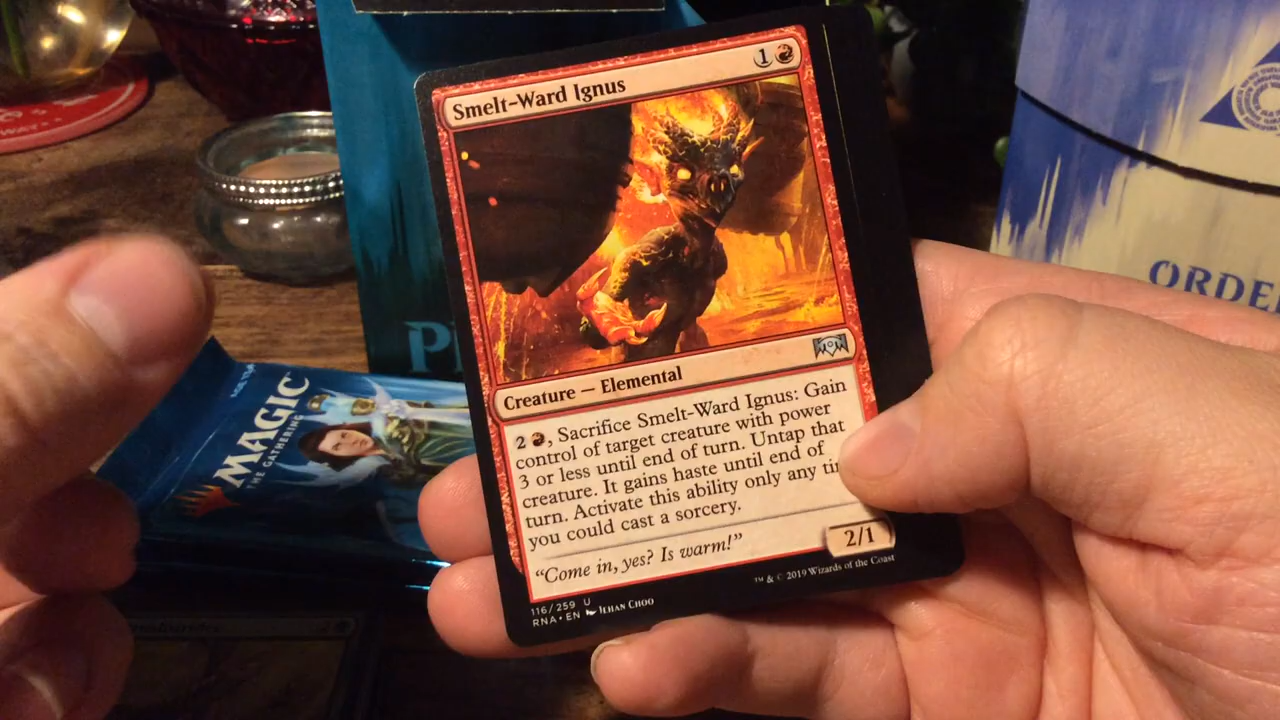 Smelt-Ward Ignus
1
Creature — Elemental
2 , Sacrifice Smelt-Ward Ignus: Gain
control of target creature with power
3 or less until end of turn. Untap that
creature. It gains haste until end of
turn. Activate this ability only any
you could cast a sorcery.
"Come in, yes? Is warm!"
2/1
116/259 U
RNA • EN JEHAN CHOO
™ & © 2019 Wizards of the Coast
MAGIC
THE GATHERING
ORDE